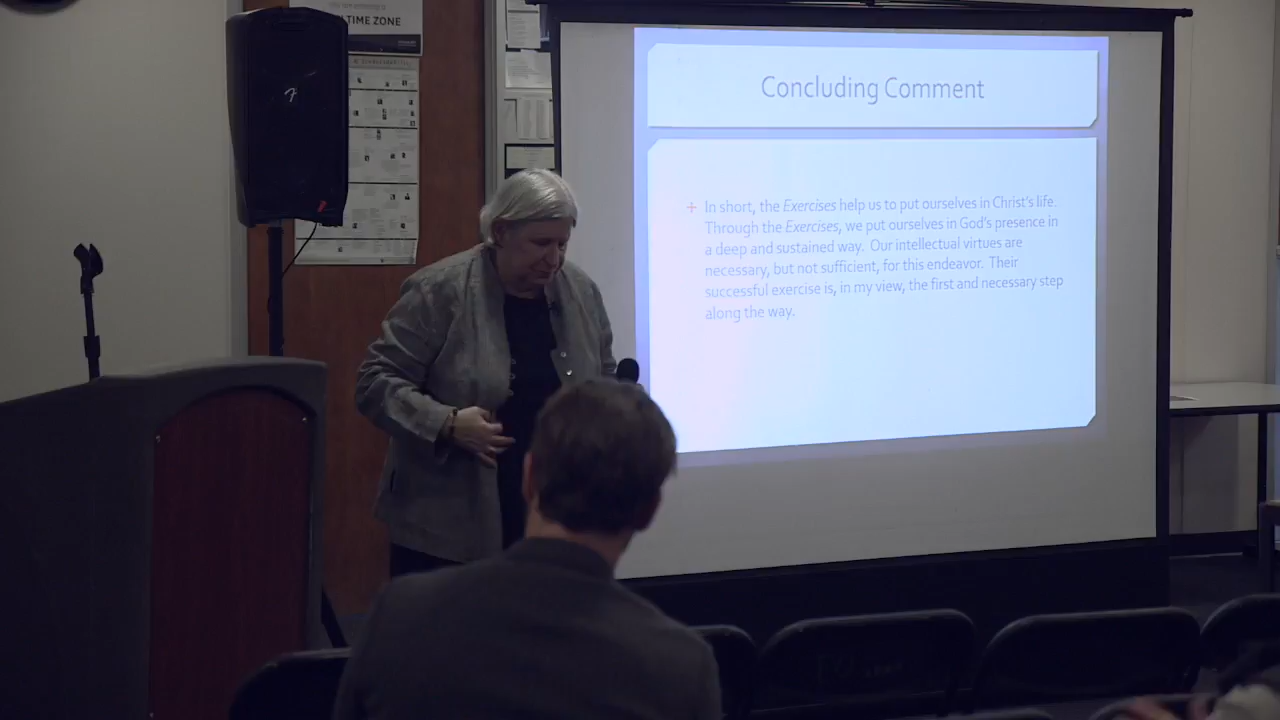 TIME ZONE
Concluding Comment
In short, the Exercises help us to put ourselves in Christ's life.
Through the Exercises, we put ourselves in God's presence in
a deep and sustained way. Our intellectual virtues are
necessary, but not sufficient, for this endeavor. Their
successful exercise is, in my view, the first and necessary step
along the way.